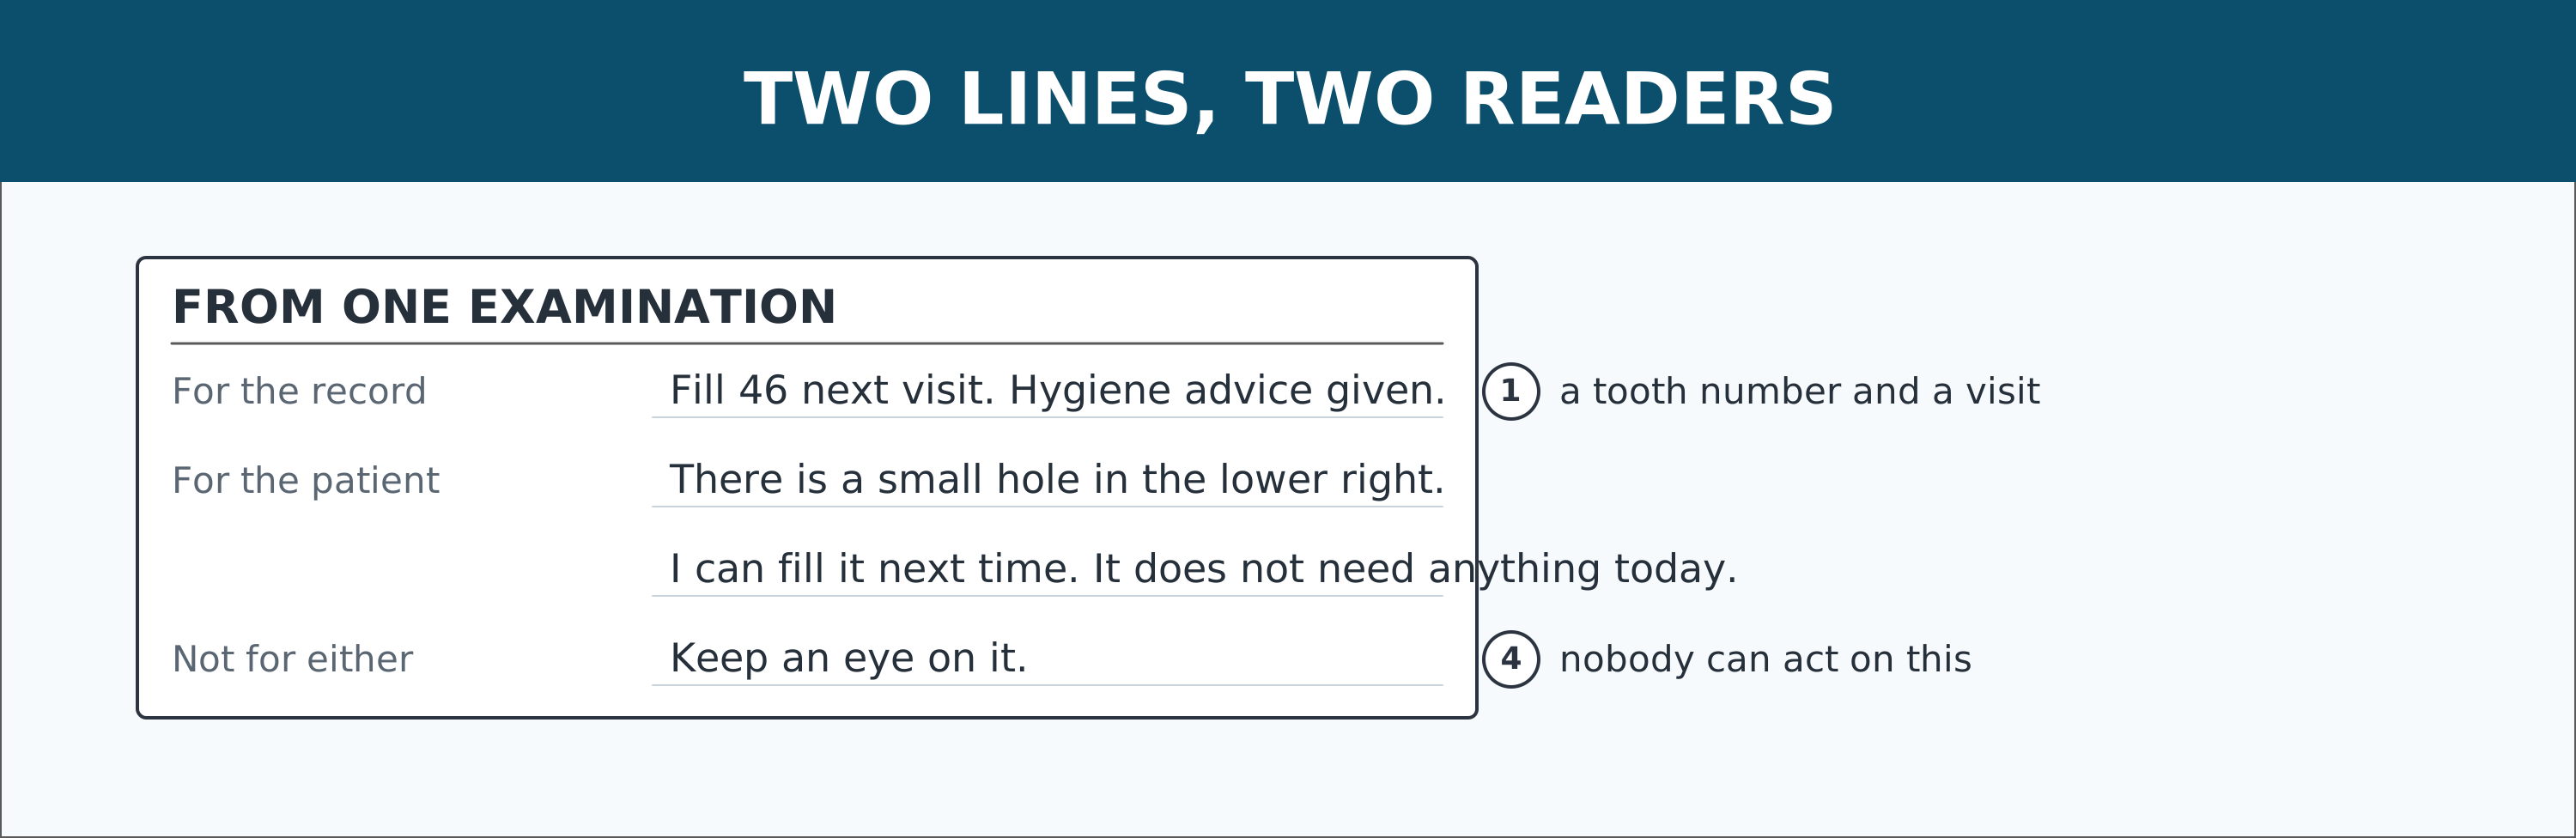 TWO LINES, TWO READERS
FROM ONE EXAMINATION
For the record Fill 46 next visit. Hygiene advice given. 1 a tooth number and a visit
For the patient There is a small hole in the lower right.
I can fill it next time. It does not need anything today.
Not for either Keep an eye on it. 4 nobody can act on this